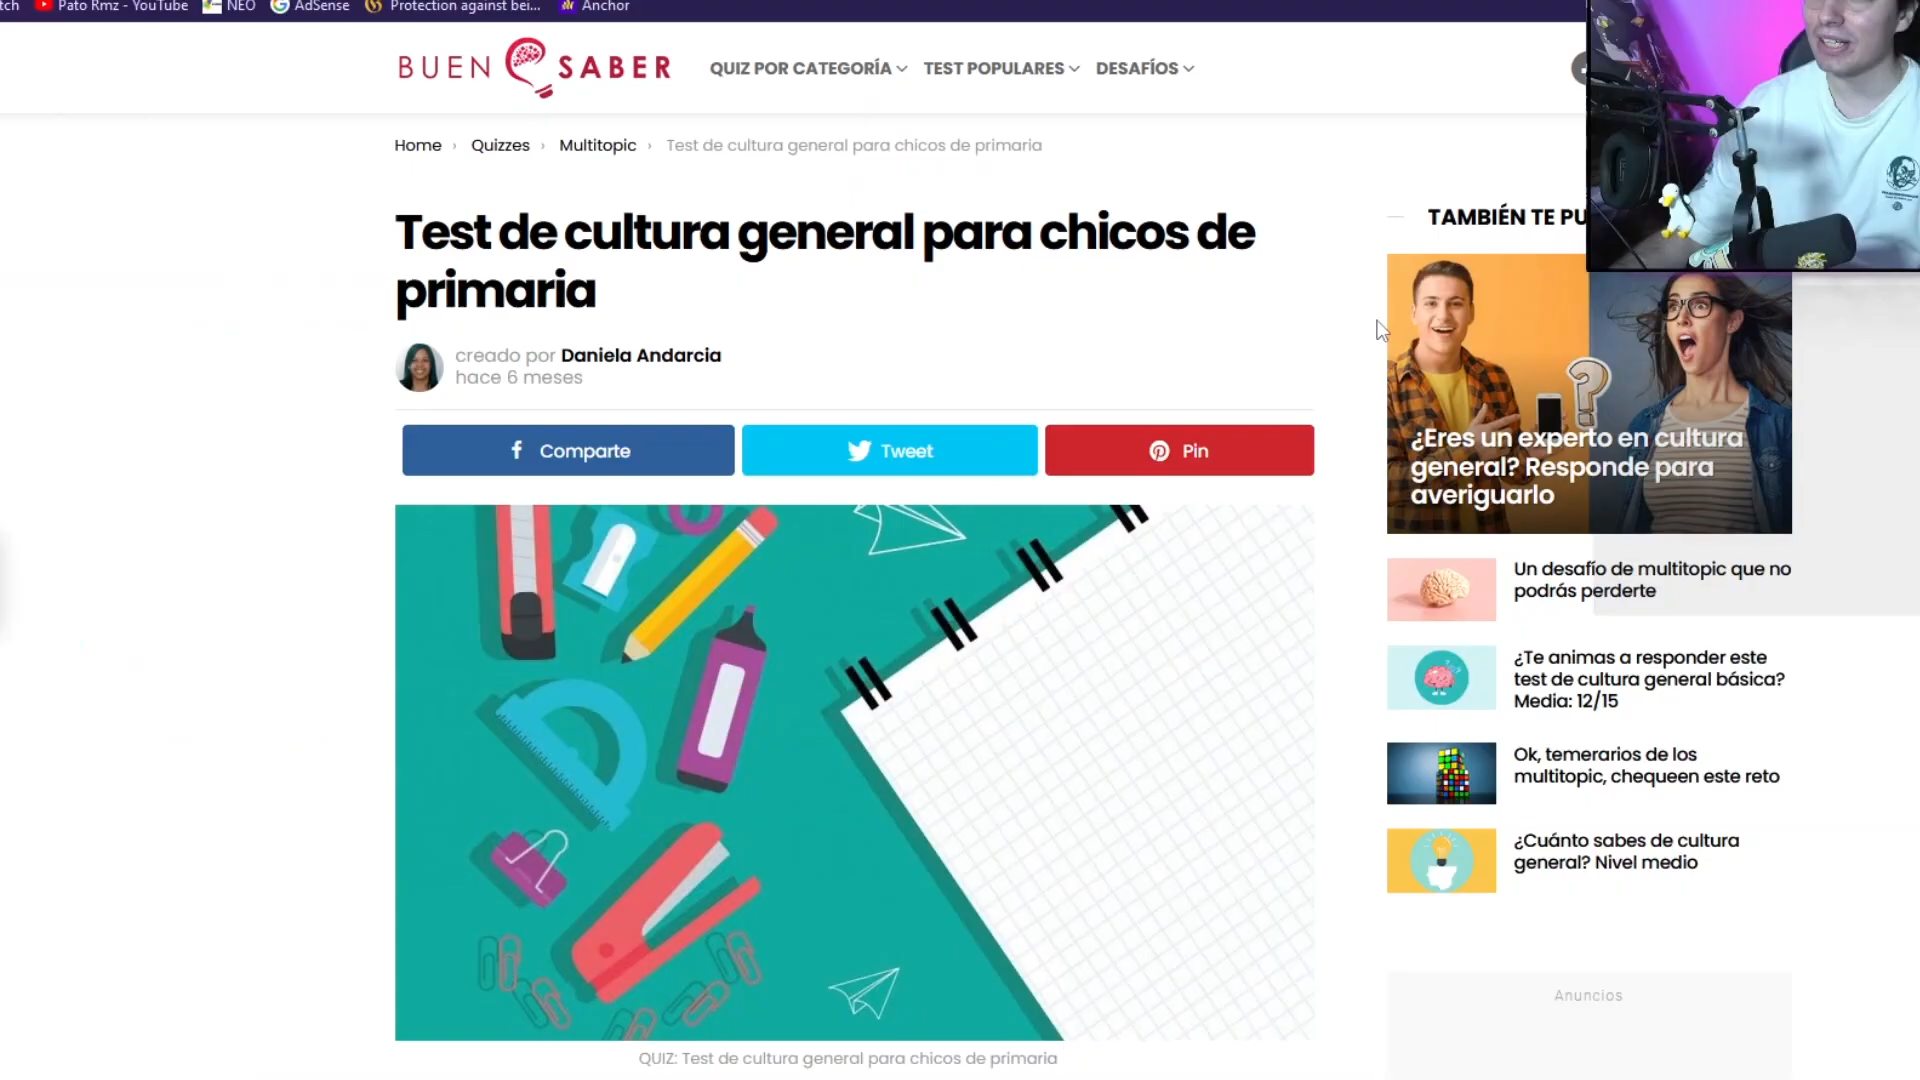 Pato Rmz - YouTube
NEO
AdSense
Protection against bei...
Anchor
BUEN SABER
QUIZ POR CATEGORÍA
TEST POPULARES
DESAFÍOS
Home › Quizzes › Multitopic › Test de cultura general para chicos de primaria
Test de cultura general para chicos de
primaria
creado por Daniela Andarcia
hace 6 meses
Comparte
Tweet
Pin
QUIZ: Test de cultura general para chicos de primaria
TAMBIÉN TE PU
¿Eres un experto en cultura
general? Responde para
averiguarlo
Un desafío de multitopic que no
podrás perderte
¿Te animas a responder este
test de cultura general básica?
Media: 12/15
Ok, temerarios de los
multitopic, chequeen este reto
¿Cuánto sabes de cultura
general? Nivel medio
Anuncios